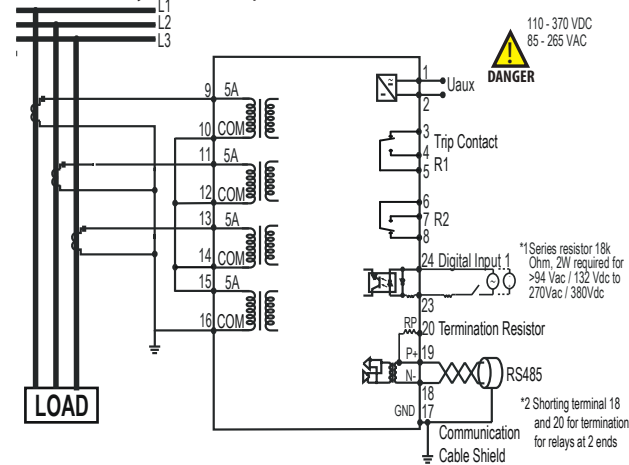 L1
L2
L3
110 - 370 VDC
85 - 265 VAC
DANGER
9 5A
10 COM
11 5A
12 COM
13 5A
14 COM
15 5A
16 COM
1
Uaux
2
3
Trip Contact
4
R1
5
6
7 R2
8
24 Digital Input 1
23
*1Series resistor 18k
Ohm, 2W required for
>94 Vac / 132 Vdc to
270Vac / 380Vdc
RP
20 Termination Resistor
P+ 19
RS485
N-
18
GND 17
Communication
Cable Shield
*2 Shorting terminal 18
and 20 for termination
for relays at 2 ends
LOAD